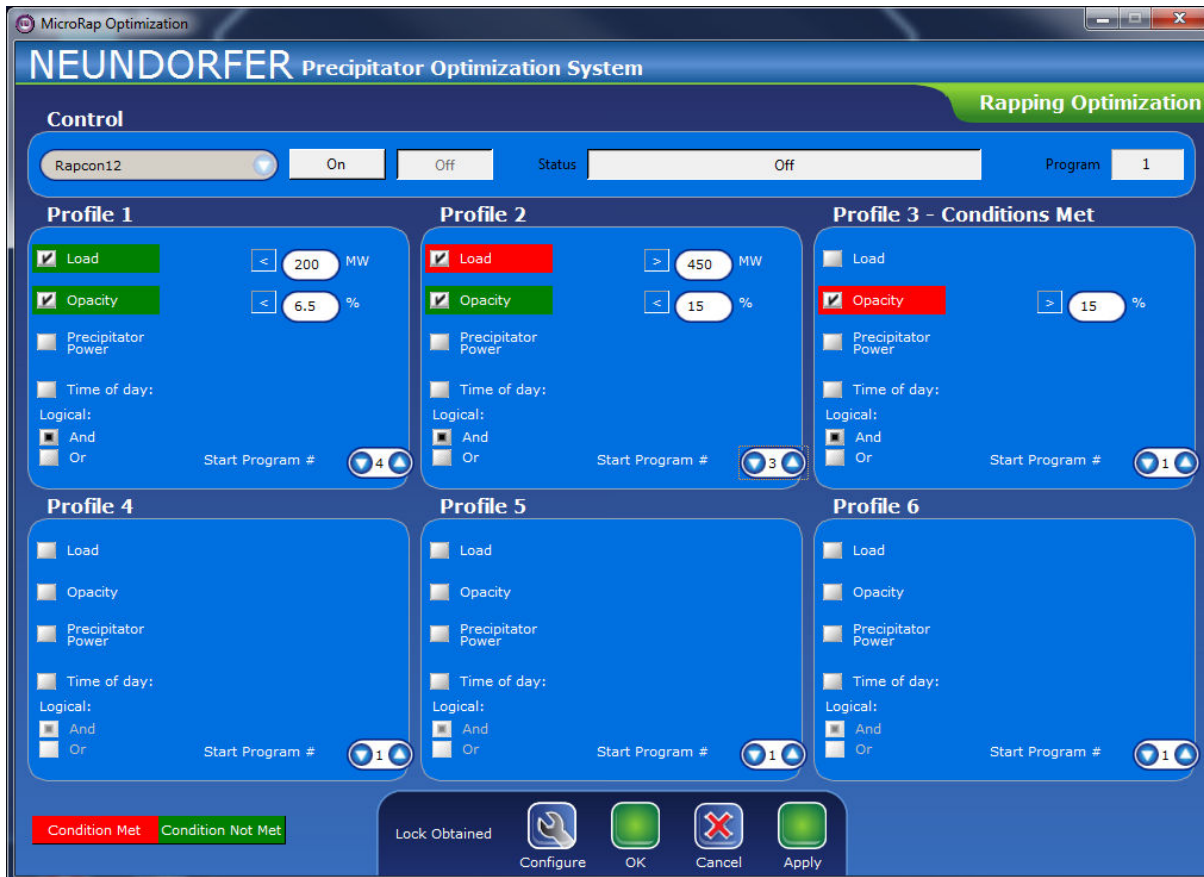 MicroRap Optimization
NEUNDORFER Precipitator Optimization System
Rapping Optimization
Control
Rapcon12 On Off Status Off Program 1
Profile 1
Load < 200 MW
Opacity < 6.5 %
Precipitator
Power
Time of day:
Logical:
And
Or Start Program # 4
Profile 2
Load > 450 MW
Opacity < 15 %
Precipitator
Power
Time of day:
Logical:
And
Or Start Program # 3
Profile 3 - Conditions Met
Load
Opacity > 15 %
Precipitator
Power
Time of day:
Logical:
And
Or Start Program # 1
Profile 4
Load
Opacity
Precipitator
Power
Time of day:
Logical:
And
Or Start Program # 1
Profile 5
Load
Opacity
Precipitator
Power
Time of day:
Logical:
And
Or Start Program # 1
Profile 6
Load
Opacity
Precipitator
Power
Time of day:
Logical:
And
Or Start Program # 1
Condition Met Condition Not Met
Lock Obtained
Configure OK Cancel Apply